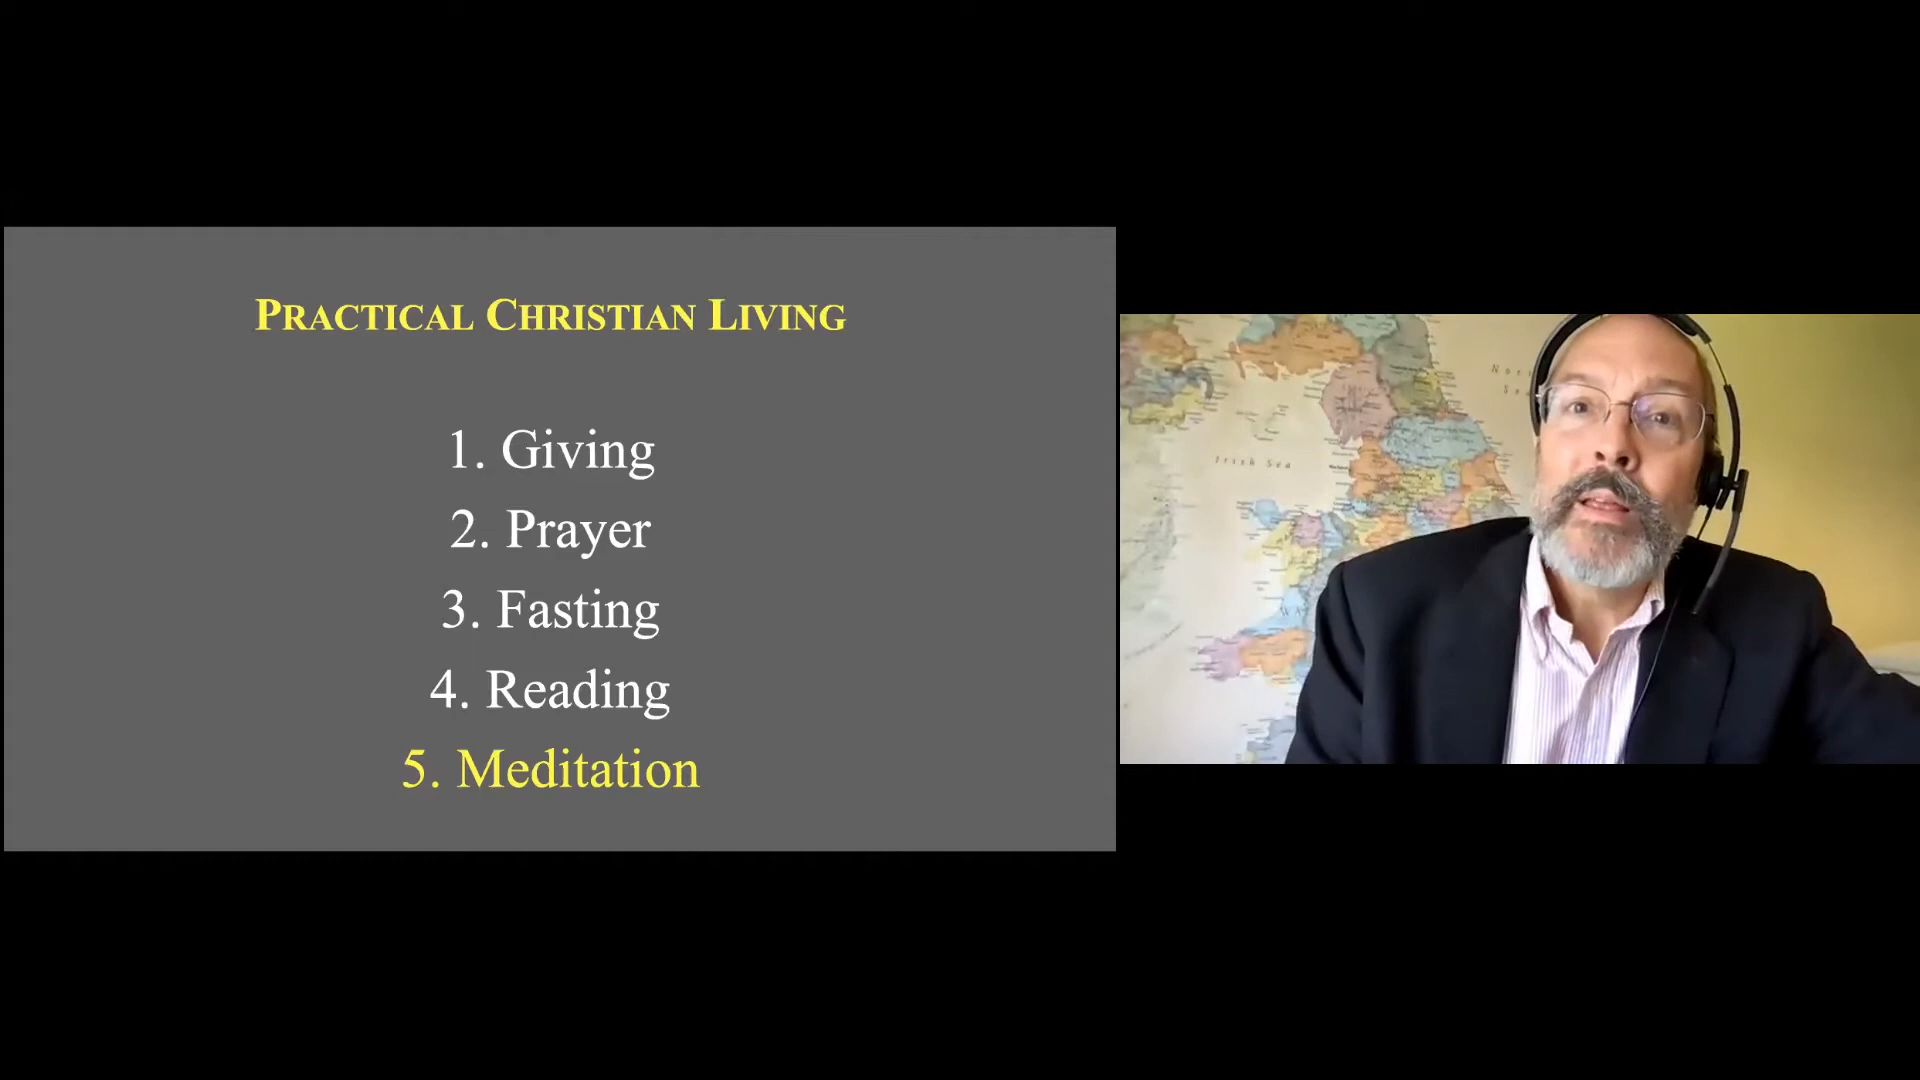 PRACTICAL CHRISTIAN LIVING
1. Giving
2. Prayer
3. Fasting
4. Reading
5. Meditation
Irish Sea